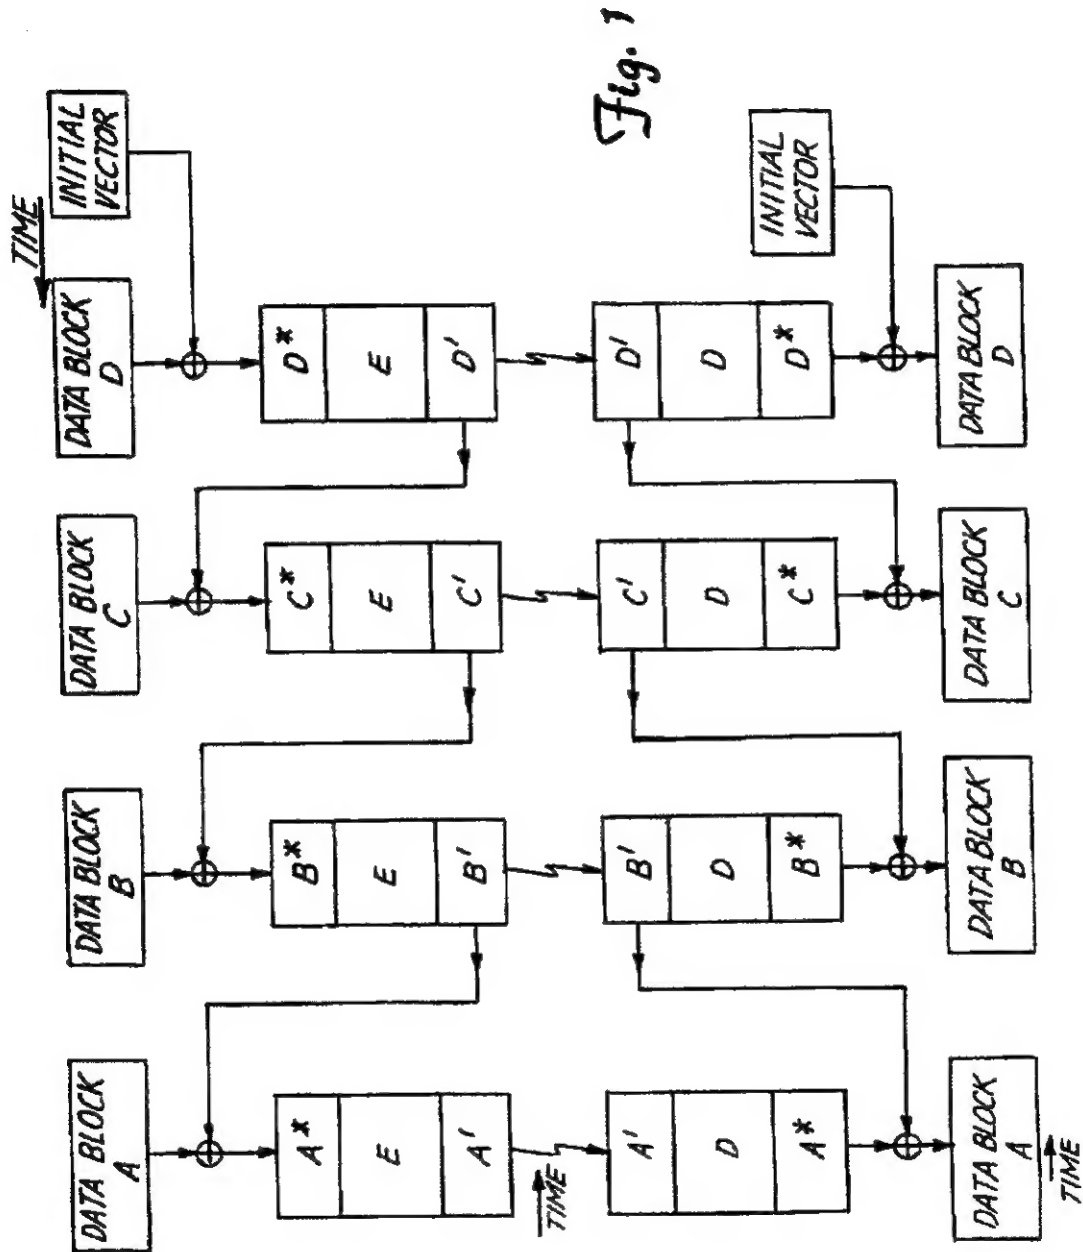 TIME
DATA BLOCK
A
DATA BLOCK
B
DATA BLOCK
C
DATA BLOCK
D
INITIAL
VECTOR
A*
B*
C*
D*
E
E
E
E
A'
B'
C'
D'
TIME
Fig. 1
A'
B'
C'
D'
D
D
D
D
A*
B*
C*
D*
INITIAL
VECTOR
DATA BLOCK
A
DATA BLOCK
B
DATA BLOCK
C
DATA BLOCK
D
TIME